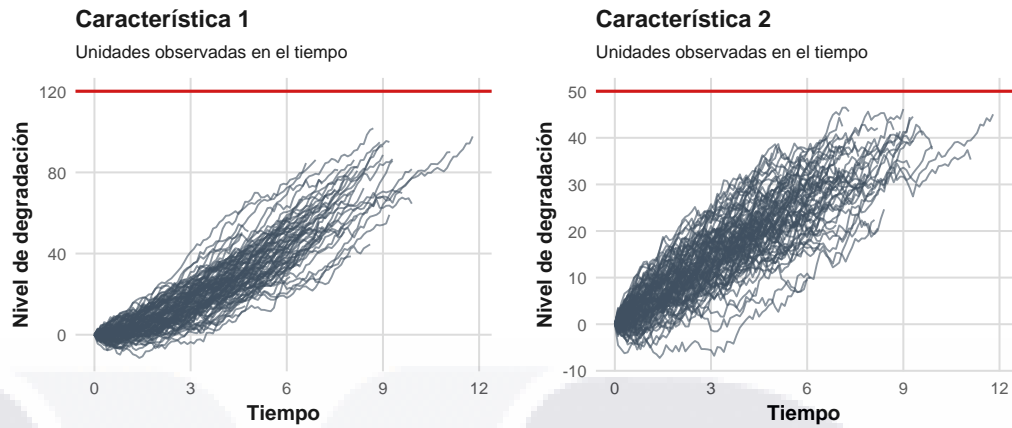 Característica 1
Unidades observadas en el tiempo
120
80
40
0
Nivel de degradación
0 3 6 9 12
Tiempo
Característica 2
Unidades observadas en el tiempo
50
40
30
20
10
0
-10
Nivel de degradación
0 3 6 9 12
Tiempo